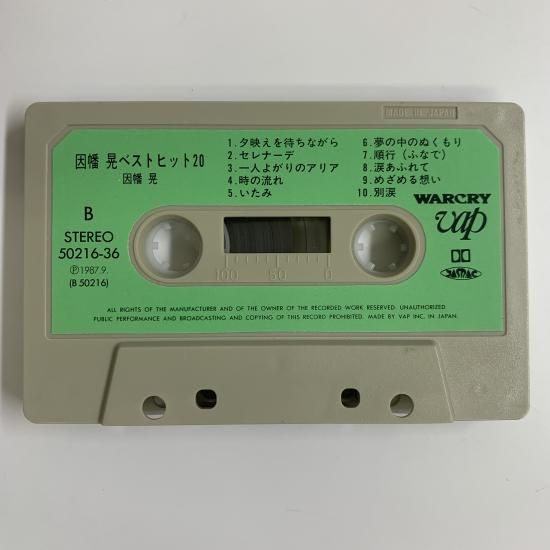 MADE IN JAPAN
因幡 晃ベストヒット20
因幡 晃
B
STEREO
50216-36
Ⓟ1987.9.
(B 50216)
1.夕映えを待ちながら
2.セレナーデ
3.一人よがりのアリア
4.時の流れ
5.いたみ
6.夢の中のぬくもり
7.順行(ふなで)
8.涙あふれて
9.めざめる想い
10.別涙
WARCRY
vap
JASRAC
100 50 0
ALL RIGHTS OF THE MANUFACTURER AND OF THE OWNER OF THE RECORDED WORK RESERVED. UNAUTHORIZED
PUBLIC PERFORMANCE AND BROADCASTING AND COPYING OF THIS RECORD PROHIBITED. MADE BY VAP INC. IN JAPAN.